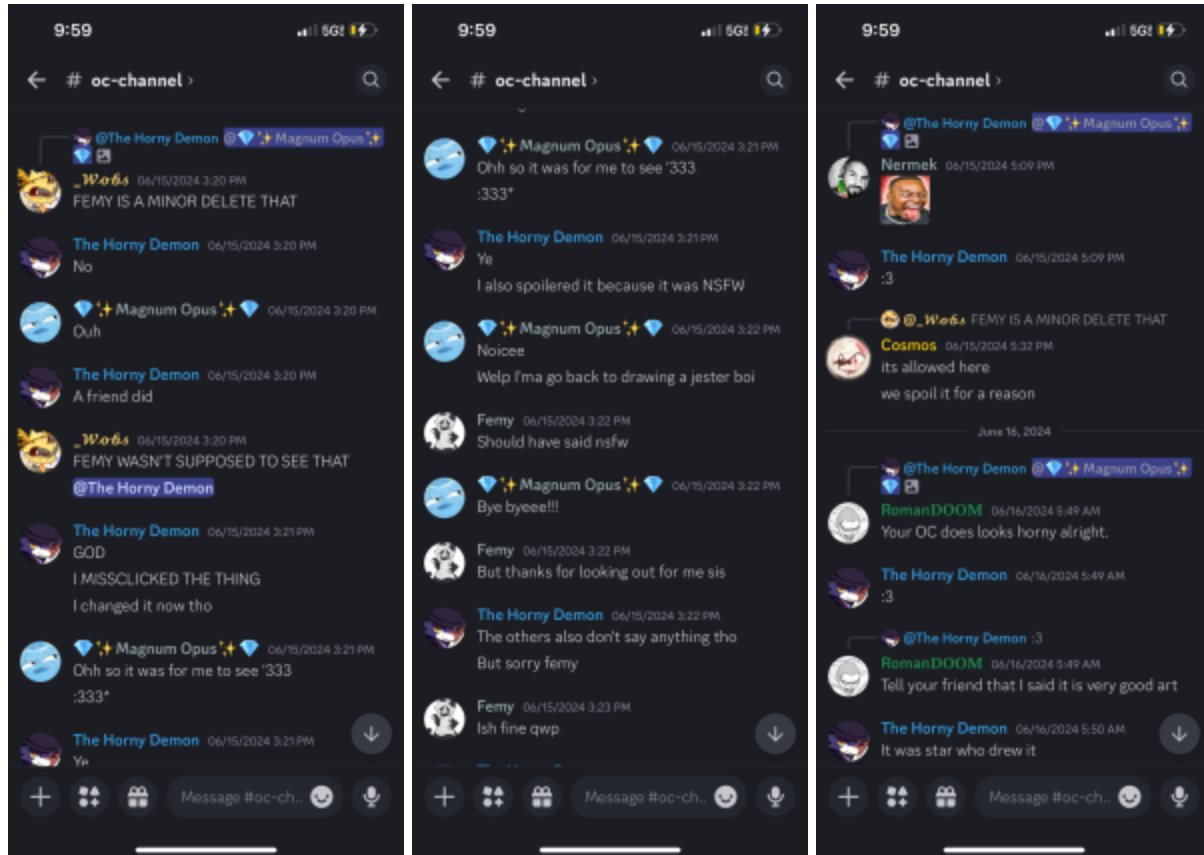 9:59
5G!
# oc-channel ›
@The Horny Demon @💎✨Magnum Opus✨💎
_Wobs 06/15/2024 3:20 PM
FEMY IS A MINOR DELETE THAT
The Horny Demon 06/15/2024 3:20 PM
No
💎✨Magnum Opus✨💎 06/15/2024 3:20 PM
Ouh
The Horny Demon 06/15/2024 3:20 PM
A friend did
_Wobs 06/15/2024 3:20 PM
FEMY WASN'T SUPPOSED TO SEE THAT
@The Horny Demon
The Horny Demon 06/15/2024 3:21 PM
GOD
I MISSCLICKED THE THING
I changed it now tho
💎✨Magnum Opus✨💎 06/15/2024 3:21 PM
Ohh so it was for me to see '333
:333*
The Horny Demon 06/15/2024 3:21 PM
Ye
Message #oc-ch..
9:59
5G!
# oc-channel ›
💎✨Magnum Opus✨💎 06/15/2024 3:21 PM
Ohh so it was for me to see '333
:333*
The Horny Demon 06/15/2024 3:21 PM
Ye
I also spoilered it because it was NSFW
💎✨Magnum Opus✨💎 06/15/2024 3:22 PM
Noicee
Welp I'ma go back to drawing a jester boi
Femy 06/15/2024 3:22 PM
Should have said nsfw
💎✨Magnum Opus✨💎 06/15/2024 3:22 PM
Bye byeee!!!
Femy 06/15/2024 3:22 PM
But thanks for looking out for me sis
The Horny Demon 06/15/2024 3:22 PM
The others also don't say anything tho
But sorry femy
Femy 06/15/2024 3:23 PM
Ish fine qwp
Message #oc-ch..
9:59
5G!
# oc-channel ›
@The Horny Demon @💎✨Magnum Opus✨💎
Nermek 06/15/2024 5:09 PM
The Horny Demon 06/15/2024 5:09 PM
:3
@_Wobs FEMY IS A MINOR DELETE THAT
Cosmos 06/15/2024 5:32 PM
its allowed here
we spoil it for a reason
June 16, 2024
@The Horny Demon @💎✨Magnum Opus✨💎
RomanDOOM 06/16/2024 5:49 AM
Your OC does looks horny alright.
The Horny Demon 06/16/2024 5:49 AM
:3
@The Horny Demon :3
RomanDOOM 06/16/2024 5:49 AM
Tell your friend that I said it is very good art
The Horny Demon 06/16/2024 5:50 AM
It was star who drew it
Message #oc-ch..